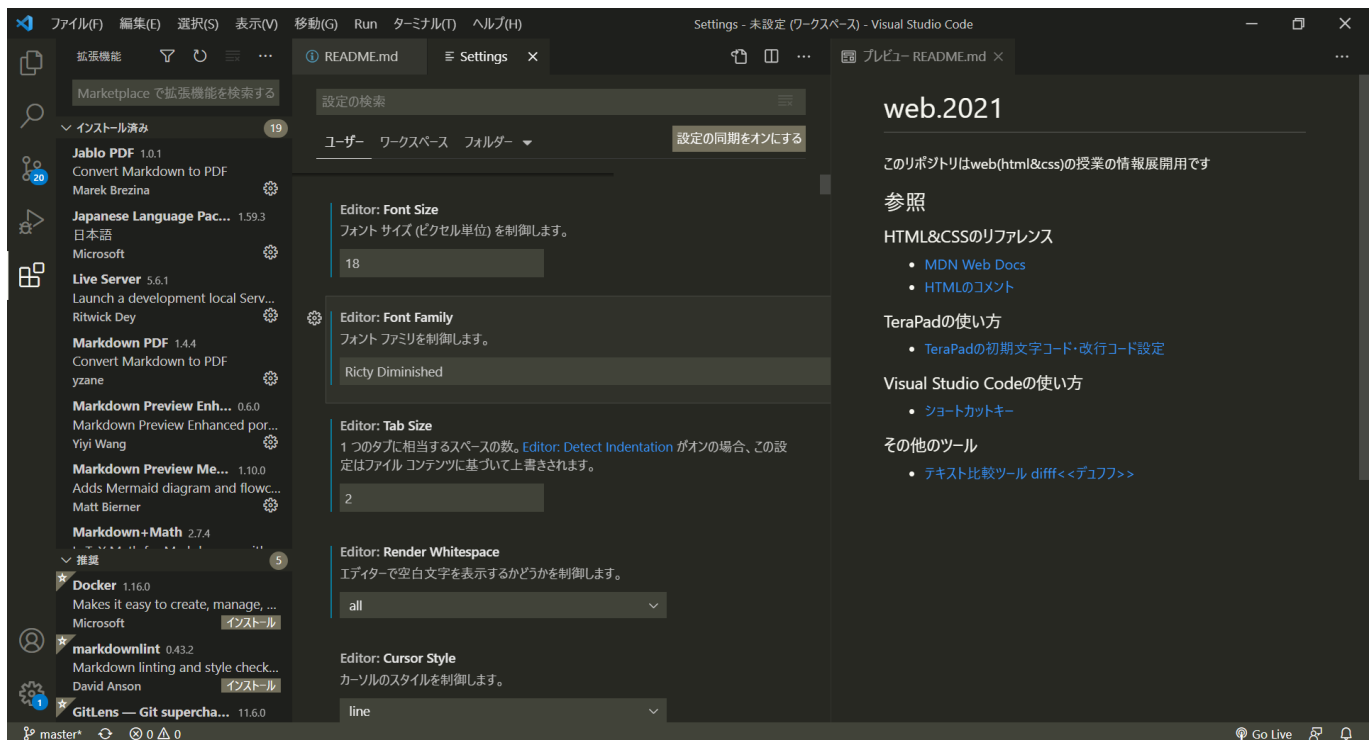 ファイル(F) 編集(E) 選択(S) 表示(V) 移動(G) Run ターミナル(T) ヘルプ(H) Settings - 未設定 (ワークスペース) - Visual Studio Code
拡張機能
Marketplace で拡張機能を検索する
インストール済み 19
Jablo PDF 1.0.1
Convert Markdown to PDF
Marek Brezina
Japanese Language Pac... 1.59.3
日本語
Microsoft
Live Server 5.6.1
Launch a development local Serv...
Ritwick Dey
Markdown PDF 1.4.4
Convert Markdown to PDF
yzane
Markdown Preview Enh... 0.6.0
Markdown Preview Enhanced por...
Yiyi Wang
Markdown Preview Me... 1.10.0
Adds Mermaid diagram and flowc...
Matt Bierner
Markdown+Math 2.7.4
推奨 5
Docker 1.16.0
Makes it easy to create, manage, ...
Microsoft インストール
markdownlint 0.43.2
Markdown linting and style check...
David Anson インストール
GitLens — Git supercha... 11.6.0
20
1
README.md Settings
設定の検索
ユーザー ワークスペース フォルダー 設定の同期をオンにする
Editor: Font Size
フォント サイズ (ピクセル単位) を制御します。
18
Editor: Font Family
フォント ファミリを制御します。
Ricty Diminished
Editor: Tab Size
1 つのタブに相当するスペースの数。Editor: Detect Indentation がオンの場合、この設
定はファイル コンテンツに基づいて上書きされます。
2
Editor: Render Whitespace
エディターで空白文字を表示するかどうかを制御します。
all
Editor: Cursor Style
カーソルのスタイルを制御します。
line
プレビュー README.md
web.2021
このリポジトリはweb(html&css)の授業の情報展開用です
参照
HTML&CSSのリファレンス
MDN Web Docs
HTMLのコメント
TeraPadの使い方
TeraPadの初期文字コード・改行コード設定
Visual Studio Codeの使い方
ショートカットキー
その他のツール
テキスト比較ツール difff<<デュフフ>>
master* 0 0 Go Live